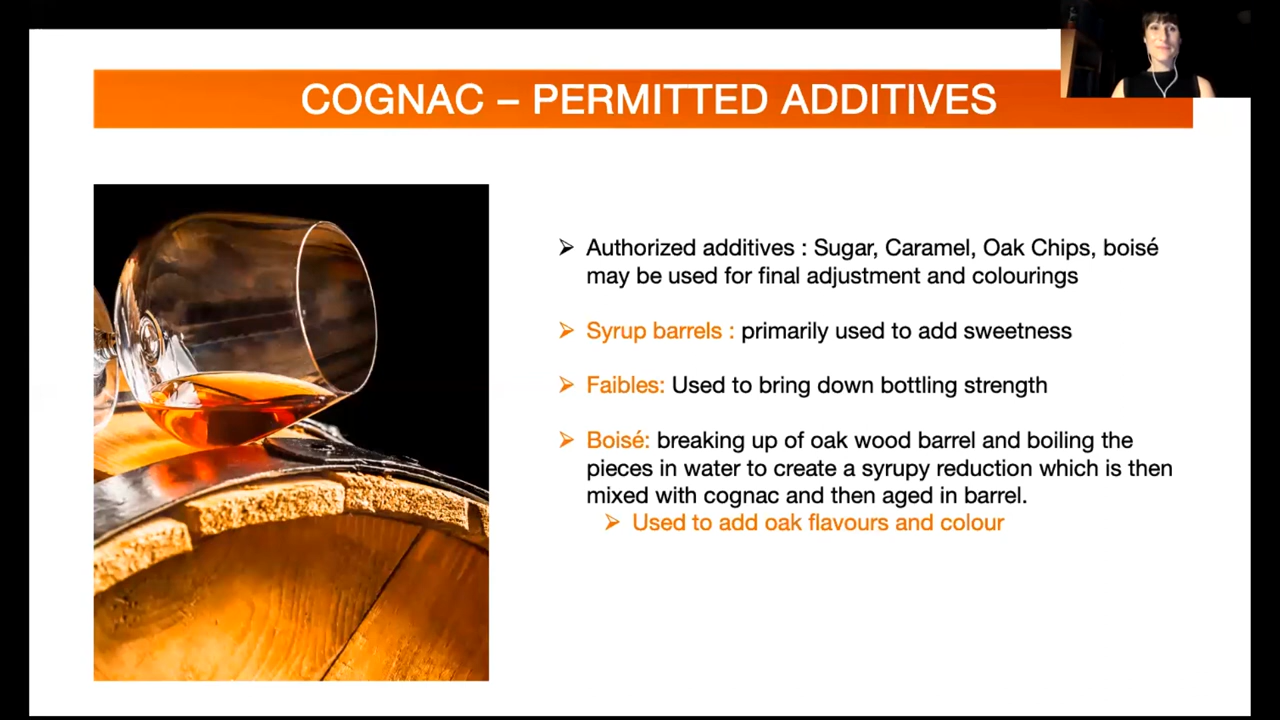 COGNAC – PERMITTED ADDITIVES
➢ Authorized additives : Sugar, Caramel, Oak Chips, boisé
may be used for final adjustment and colourings
➢ Syrup barrels : primarily used to add sweetness
➢ Faibles: Used to bring down bottling strength
➢ Boisé: breaking up of oak wood barrel and boiling the
pieces in water to create a syrupy reduction which is then
mixed with cognac and then aged in barrel.
➢ Used to add oak flavours and colour